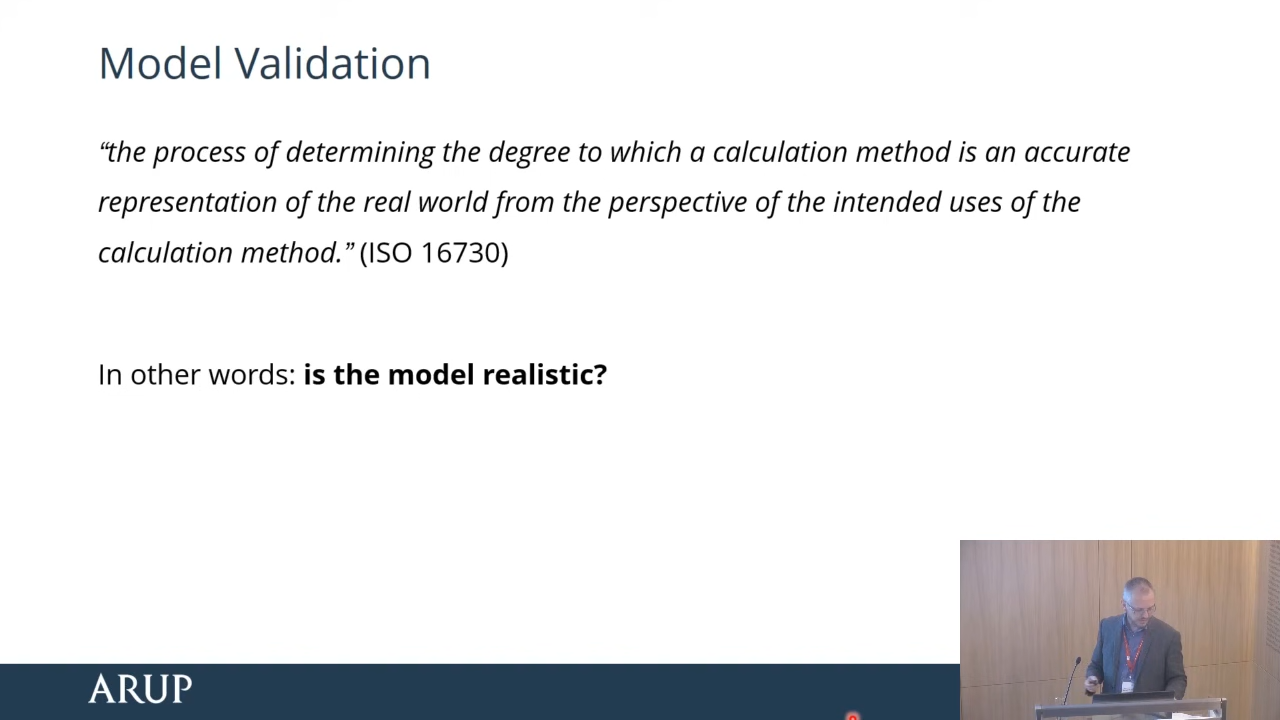 Model Validation
“the process of determining the degree to which a calculation method is an accurate
representation of the real world from the perspective of the intended uses of the
calculation method.” (ISO 16730)
In other words: is the model realistic?
ARUP